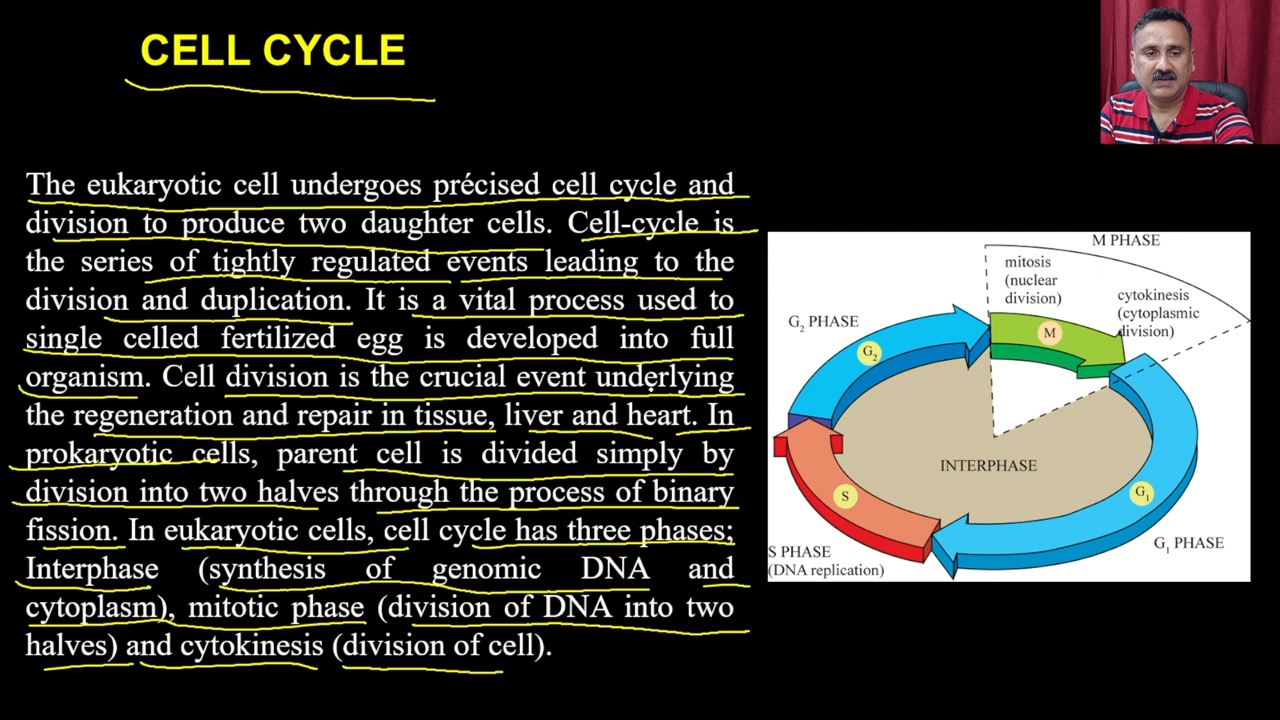 CELL CYCLE
The eukaryotic cell undergoes précised cell cycle and
division to produce two daughter cells. Cell-cycle is
the series of tightly regulated events leading to the
division and duplication. It is a vital process used to
single celled fertilized egg is developed into full
organism. Cell division is the crucial event underlying
the regeneration and repair in tissue, liver and heart. In
prokaryotic cells, parent cell is divided simply by
division into two halves through the process of binary
fission. In eukaryotic cells, cell cycle has three phases;
Interphase (synthesis of genomic DNA and
cytoplasm), mitotic phase (division of DNA into two
halves) and cytokinesis (division of cell).
M PHASE
mitosis
(nuclear
division)
cytokinesis
(cytoplasmic
division)
G₂ PHASE
G₂
M
INTERPHASE
S
G₁
G₁ PHASE
S PHASE
(DNA replication)